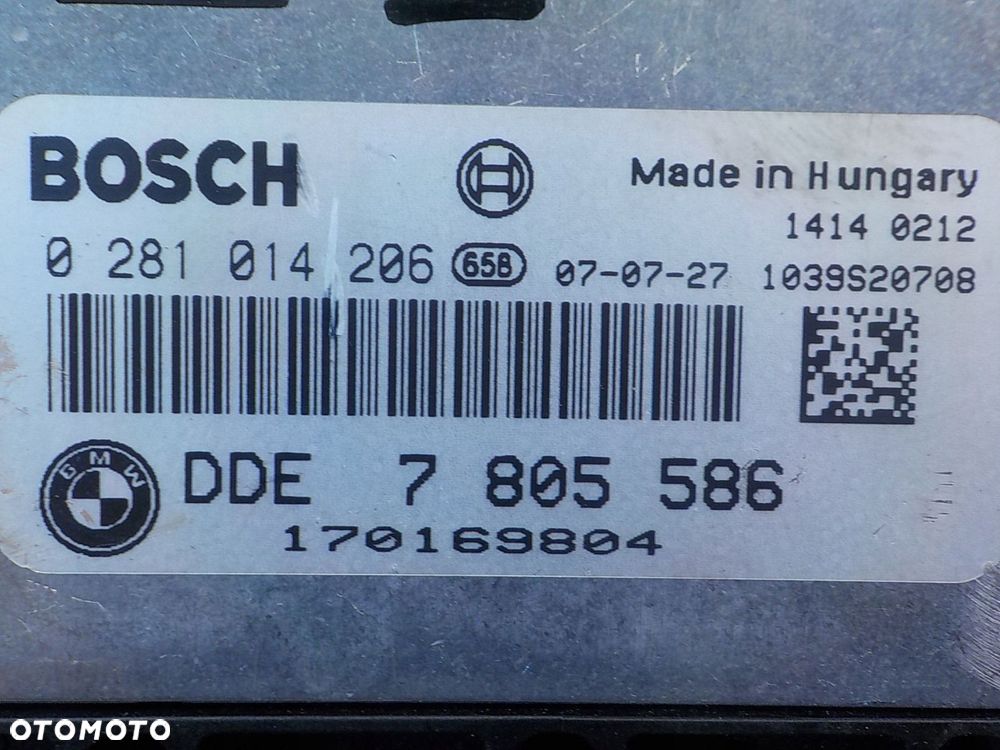 BOSCH
Made in Hungary
1414 0212
0 281 014 206 658 07-07-27 1039S20708
BMW
DDE 7 805 586
170169804
OTOMOTO